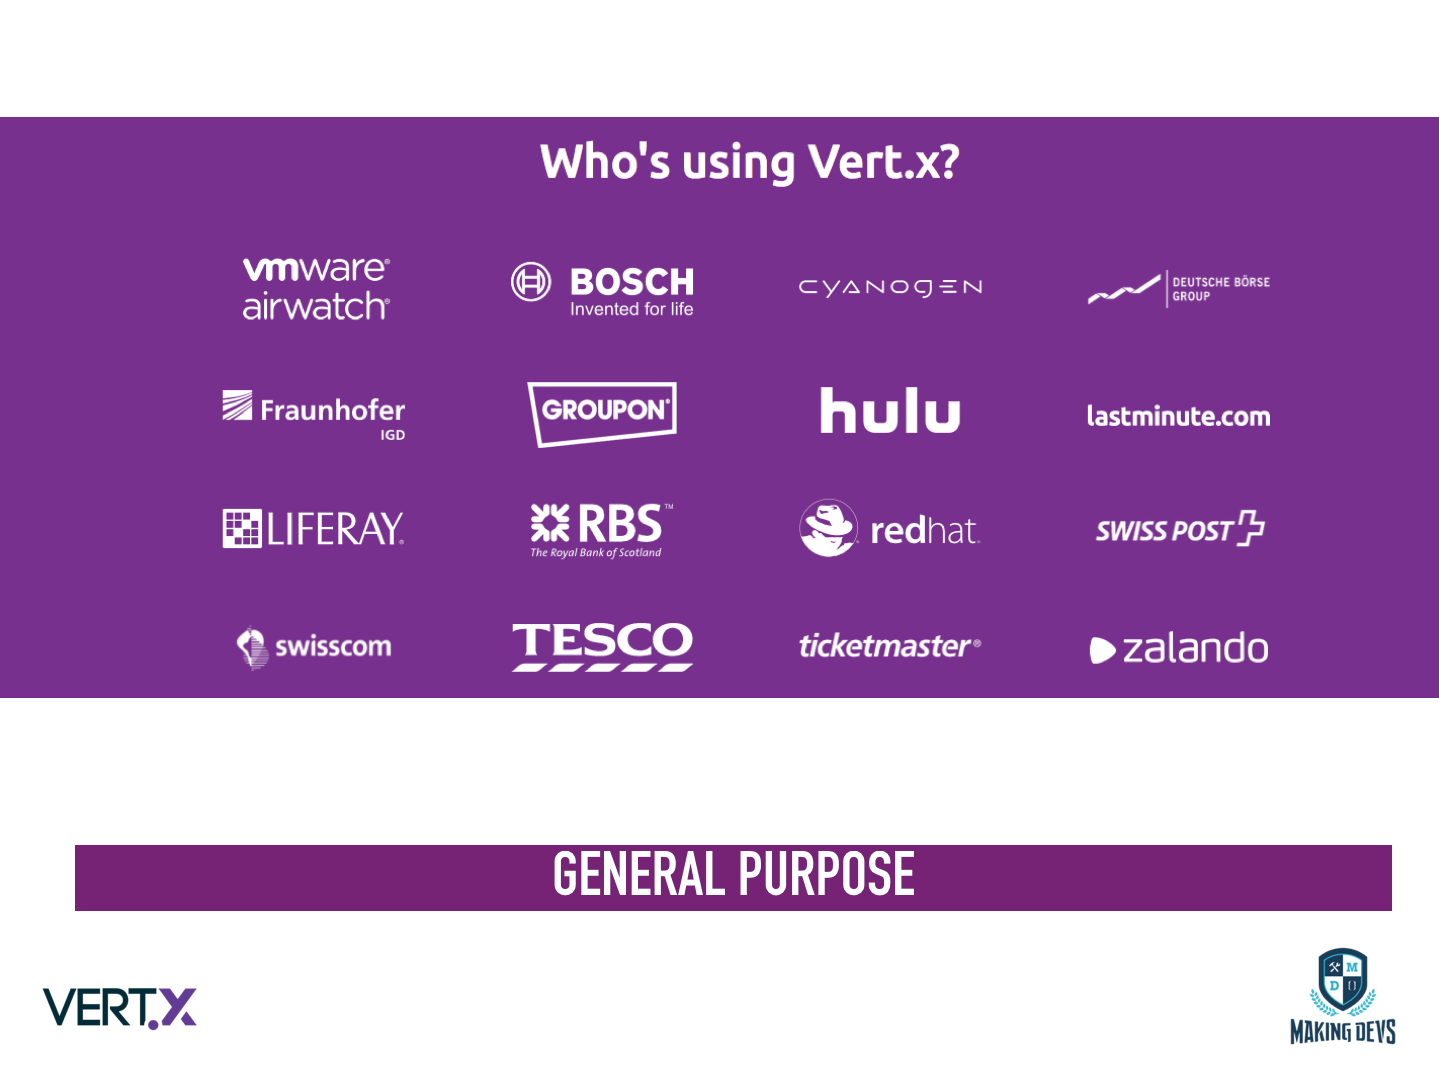 Who's using Vert.x?
vmware®
airwatch®
BOSCH
Invented for life
CYANOGEN
DEUTSCHE BÖRSE
GROUP
Fraunhofer
IGD
GROUPON®
hulu
lastminute.com
LIFERAY®
RBS™
The Royal Bank of Scotland
redhat®
SWISS POST
swisscom
TESCO
ticketmaster®
zalando
GENERAL PURPOSE
VERT.X
M
D {}
MAKING DEVS